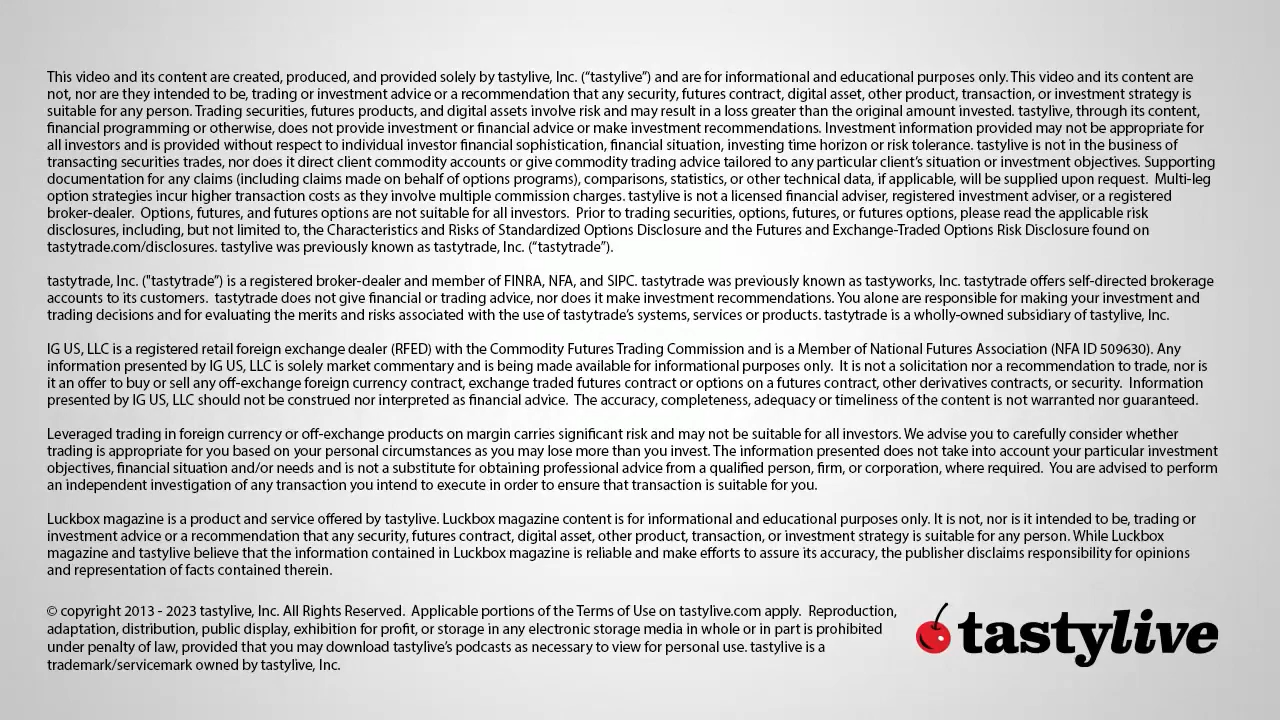 This video and its content are created, produced, and provided solely by tastylive, Inc. (“tastylive”) and are for informational and educational purposes only. This video and its content are
not, nor are they intended to be, trading or investment advice or a recommendation that any security, futures contract, digital asset, other product, transaction, or investment strategy is
suitable for any person. Trading securities, futures products, and digital assets involve risk and may result in a loss greater than the original amount invested. tastylive, through its content,
financial programming or otherwise, does not provide investment or financial advice or make investment recommendations. Investment information provided may not be appropriate for
all investors and is provided without respect to individual investor financial sophistication, financial situation, investing time horizon or risk tolerance. tastylive is not in the business of
transacting securities trades, nor does it direct client commodity accounts or give commodity trading advice tailored to any particular client’s situation or investment objectives. Supporting
documentation for any claims (including claims made on behalf of options programs), comparisons, statistics, or other technical data, if applicable, will be supplied upon request.  Multi-leg
option strategies incur higher transaction costs as they involve multiple commission charges. tastylive is not a licensed financial adviser, registered investment adviser, or a registered
broker-dealer.  Options, futures, and futures options are not suitable for all investors.  Prior to trading securities, options, futures, or futures options, please read the applicable risk
disclosures, including, but not limited to, the Characteristics and Risks of Standardized Options Disclosure and the Futures and Exchange-Traded Options Risk Disclosure found on
tastytrade.com/disclosures. tastylive was previously known as tastytrade, Inc. (“tastytrade”).
tastytrade, Inc. ("tastytrade”) is a registered broker-dealer and member of FINRA, NFA, and SIPC. tastytrade was previously known as tastyworks, Inc. tastytrade offers self-directed brokerage
accounts to its customers.  tastytrade does not give financial or trading advice, nor does it make investment recommendations. You alone are responsible for making your investment and
trading decisions and for evaluating the merits and risks associated with the use of tastytrade’s systems, services or products. tastytrade is a wholly-owned subsidiary of tastylive, Inc.
IG US, LLC is a registered retail foreign exchange dealer (RFED) with the Commodity Futures Trading Commission and is a Member of National Futures Association (NFA ID 509630). Any
information presented by IG US, LLC is solely market commentary and is being made available for informational purposes only.  It is not a solicitation nor a recommendation to trade, nor is
it an offer to buy or sell any off-exchange foreign currency contract, exchange traded futures contract or options on a futures contract, other derivatives contracts, or security.  Information
presented by IG US, LLC should not be construed nor interpreted as financial advice.  The accuracy, completeness, adequacy or timeliness of the content is not warranted nor guaranteed.
Leveraged trading in foreign currency or off-exchange products on margin carries significant risk and may not be suitable for all investors. We advise you to carefully consider whether
trading is appropriate for you based on your personal circumstances as you may lose more than you invest. The information presented does not take into account your particular investment
objectives, financial situation and/or needs and is not a substitute for obtaining professional advice from a qualified person, firm, or corporation, where required.  You are advised to perform
an independent investigation of any transaction you intend to execute in order to ensure that transaction is suitable for you.
Luckbox magazine is a product and service offered by tastylive. Luckbox magazine content is for informational and educational purposes only. It is not, nor is it intended to be, trading or
investment advice or a recommendation that any security, futures contract, digital asset, other product, transaction, or investment strategy is suitable for any person. While Luckbox
magazine and tastylive believe that the information contained in Luckbox magazine is reliable and make efforts to assure its accuracy, the publisher disclaims responsibility for opinions
and representation of facts contained therein.
© copyright 2013 - 2023 tastylive, Inc. All Rights Reserved.  Applicable portions of the Terms of Use on tastylive.com apply.  Reproduction,
adaptation, distribution, public display, exhibition for profit, or storage in any electronic storage media in whole or in part is prohibited
under penalty of law, provided that you may download tastylive’s podcasts as necessary to view for personal use. tastylive is a
trademark/servicemark owned by tastylive, Inc.
tastylive